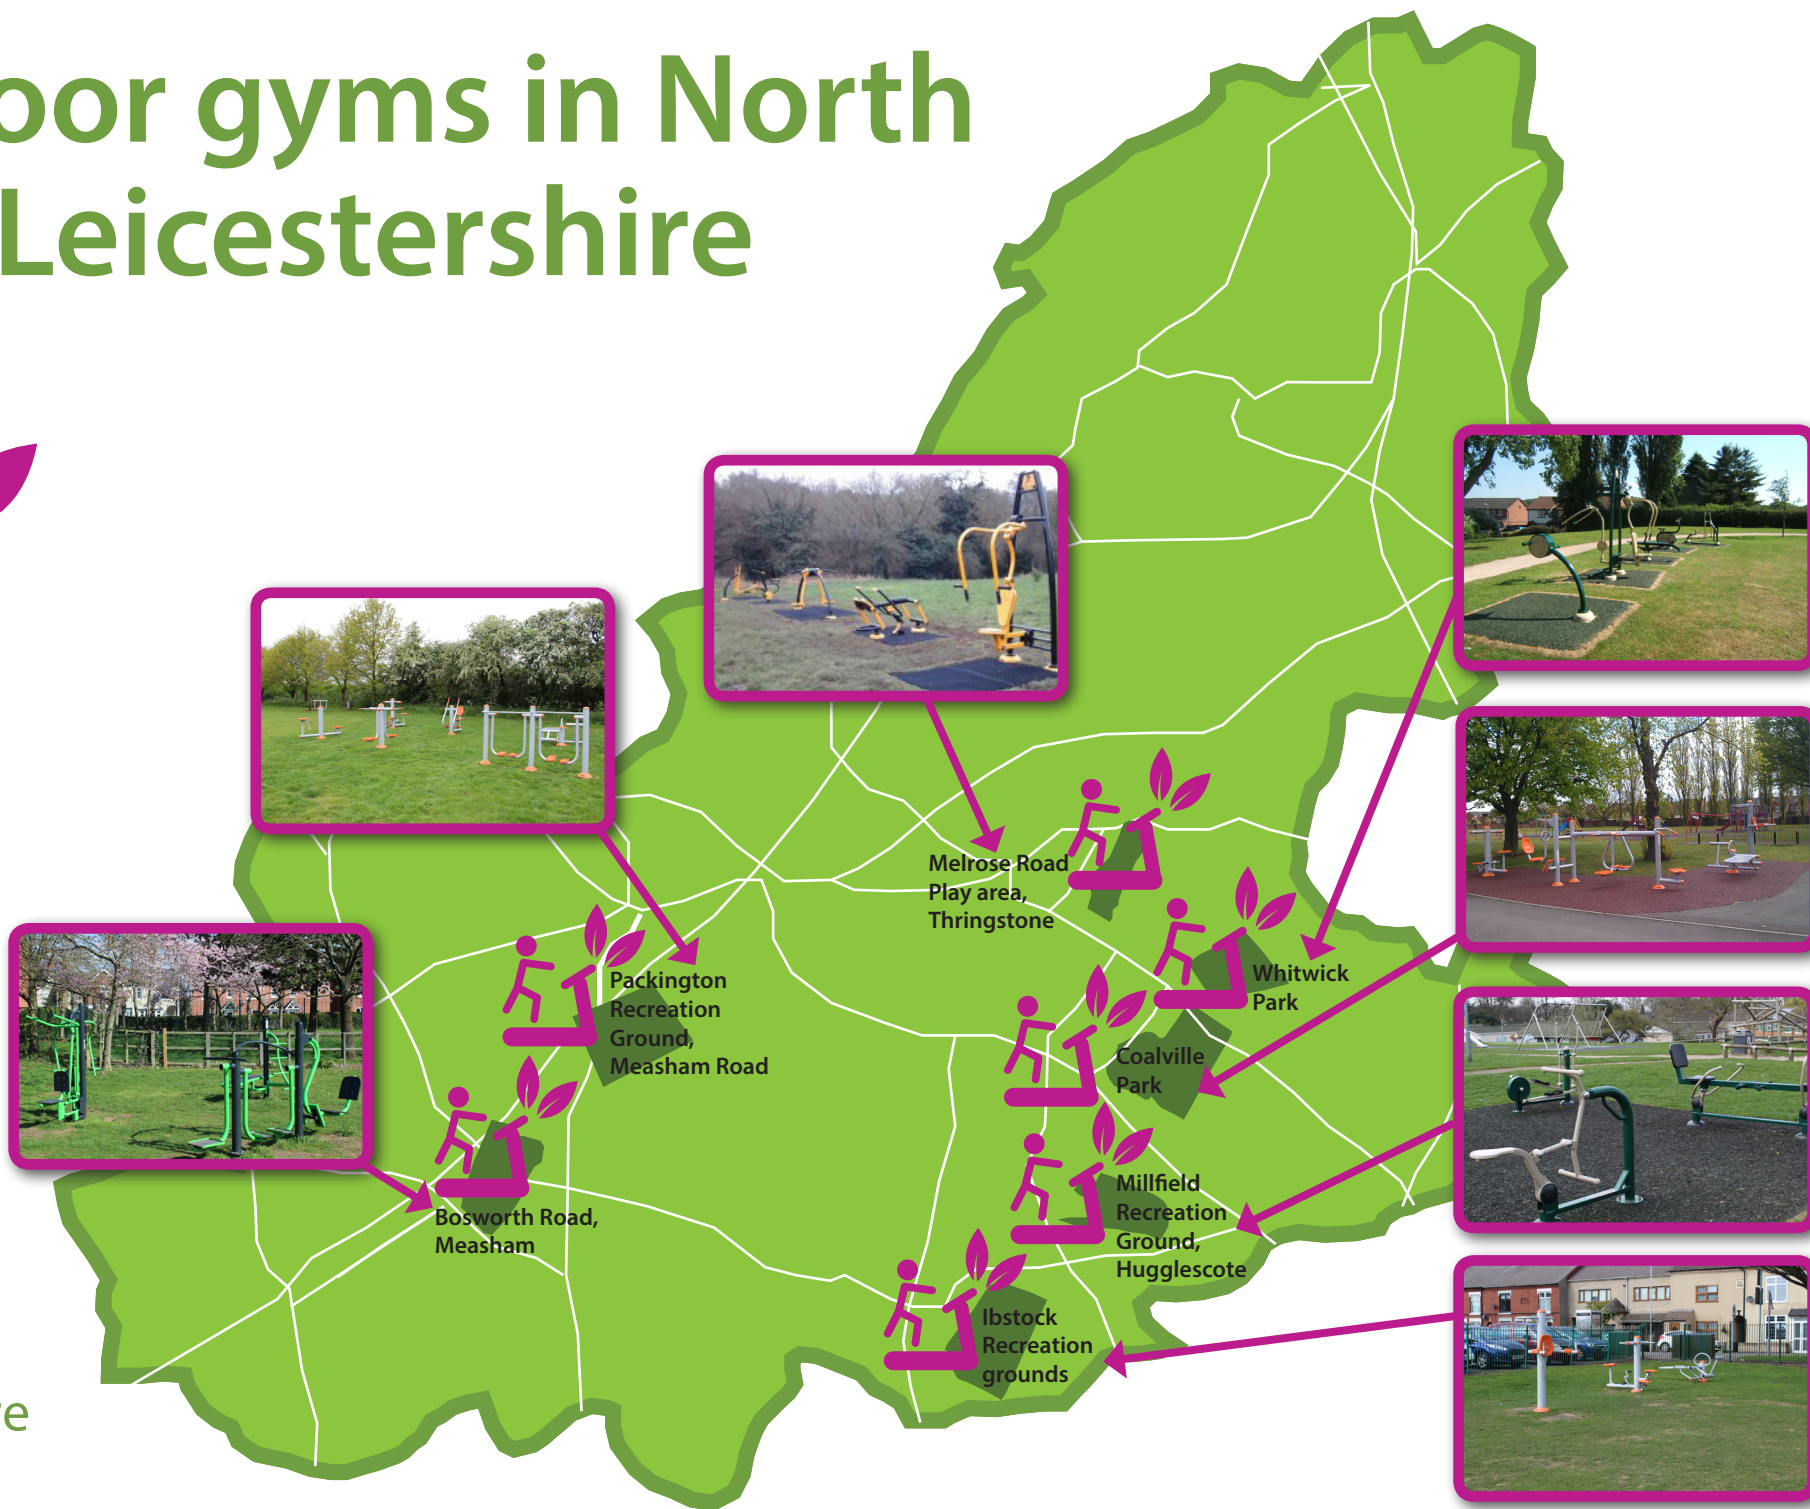 oor gyms in North
Leicestershire
Melrose Road
Play area,
Thringstone
Whitwick
Park
Packington
Recreation
Ground,
Measham Road
Coalville
Park
Millfield
Recreation
Ground,
Hugglescote
Bosworth Road,
Measham
Ibstock
Recreation
grounds
re